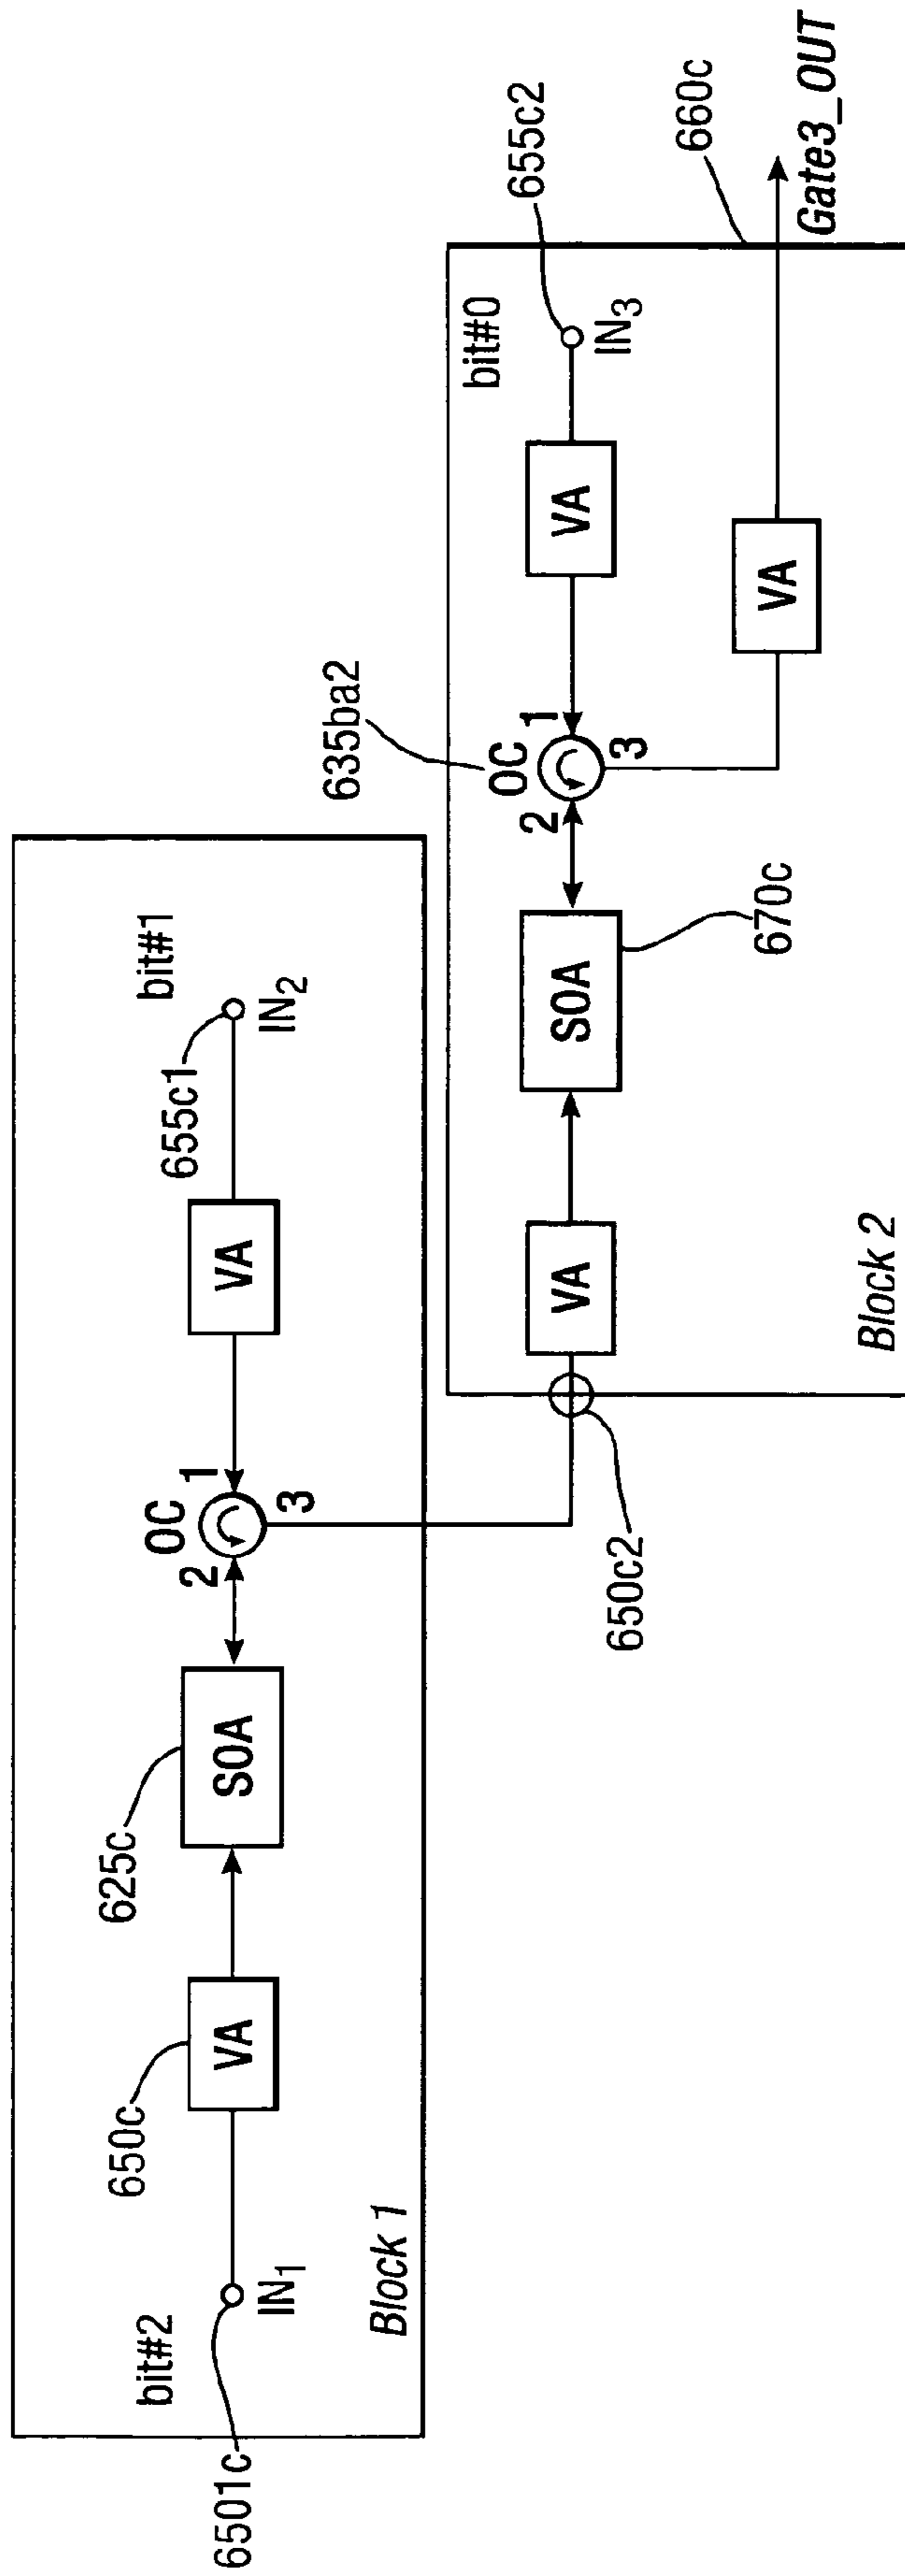 bit#2
6501c
IN1
650c
VA
625c
SOA
OC
2
1
3
VA
655c1
bit#1
IN2
Block 1
650c2
VA
SOA
670c
635ba2
OC
2
1
3
VA
bit#0
655c2
IN3
VA
660c
Gate3_OUT
Block 2